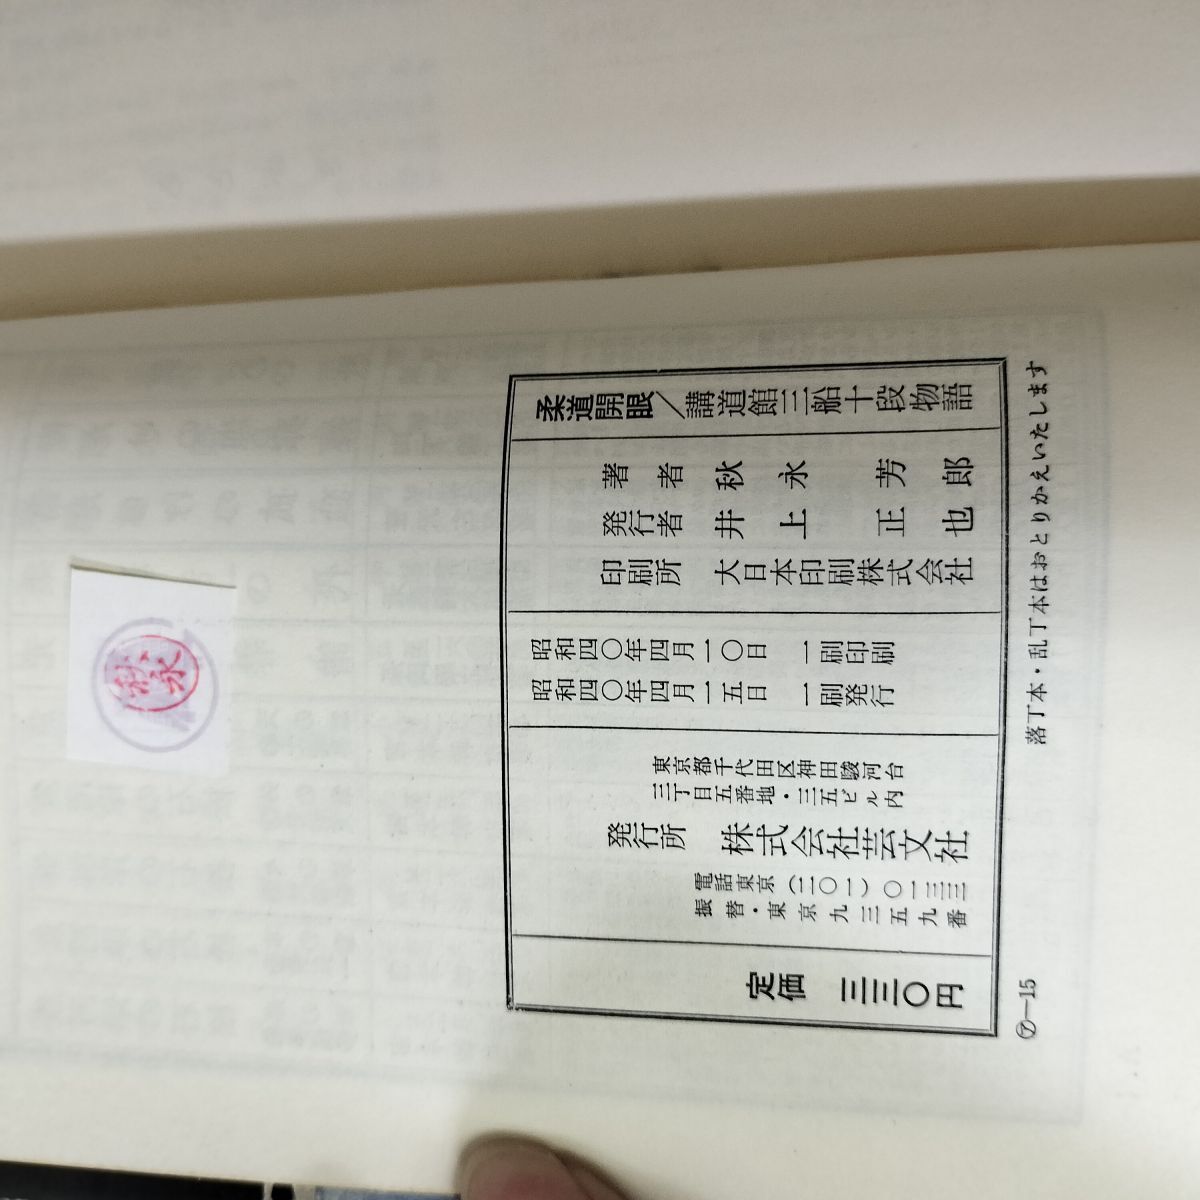 柔道開眼／講道館三船十段物語
著者 秋永芳郎
発行者 井上正也
印刷所 大日本印刷株式会社
昭和四〇年四月一〇日 一刷印刷
昭和四〇年四月一五日 一刷発行
東京都千代田区神田駿河台
三丁目五番地・三五ビル内
発行所 株式会社芸文社
電話東京（二〇一）〇一三三
振替・東京九三五九番
定価 三三〇円
落丁本・乱丁本はおとりかえいたします
㋐—15
秋永